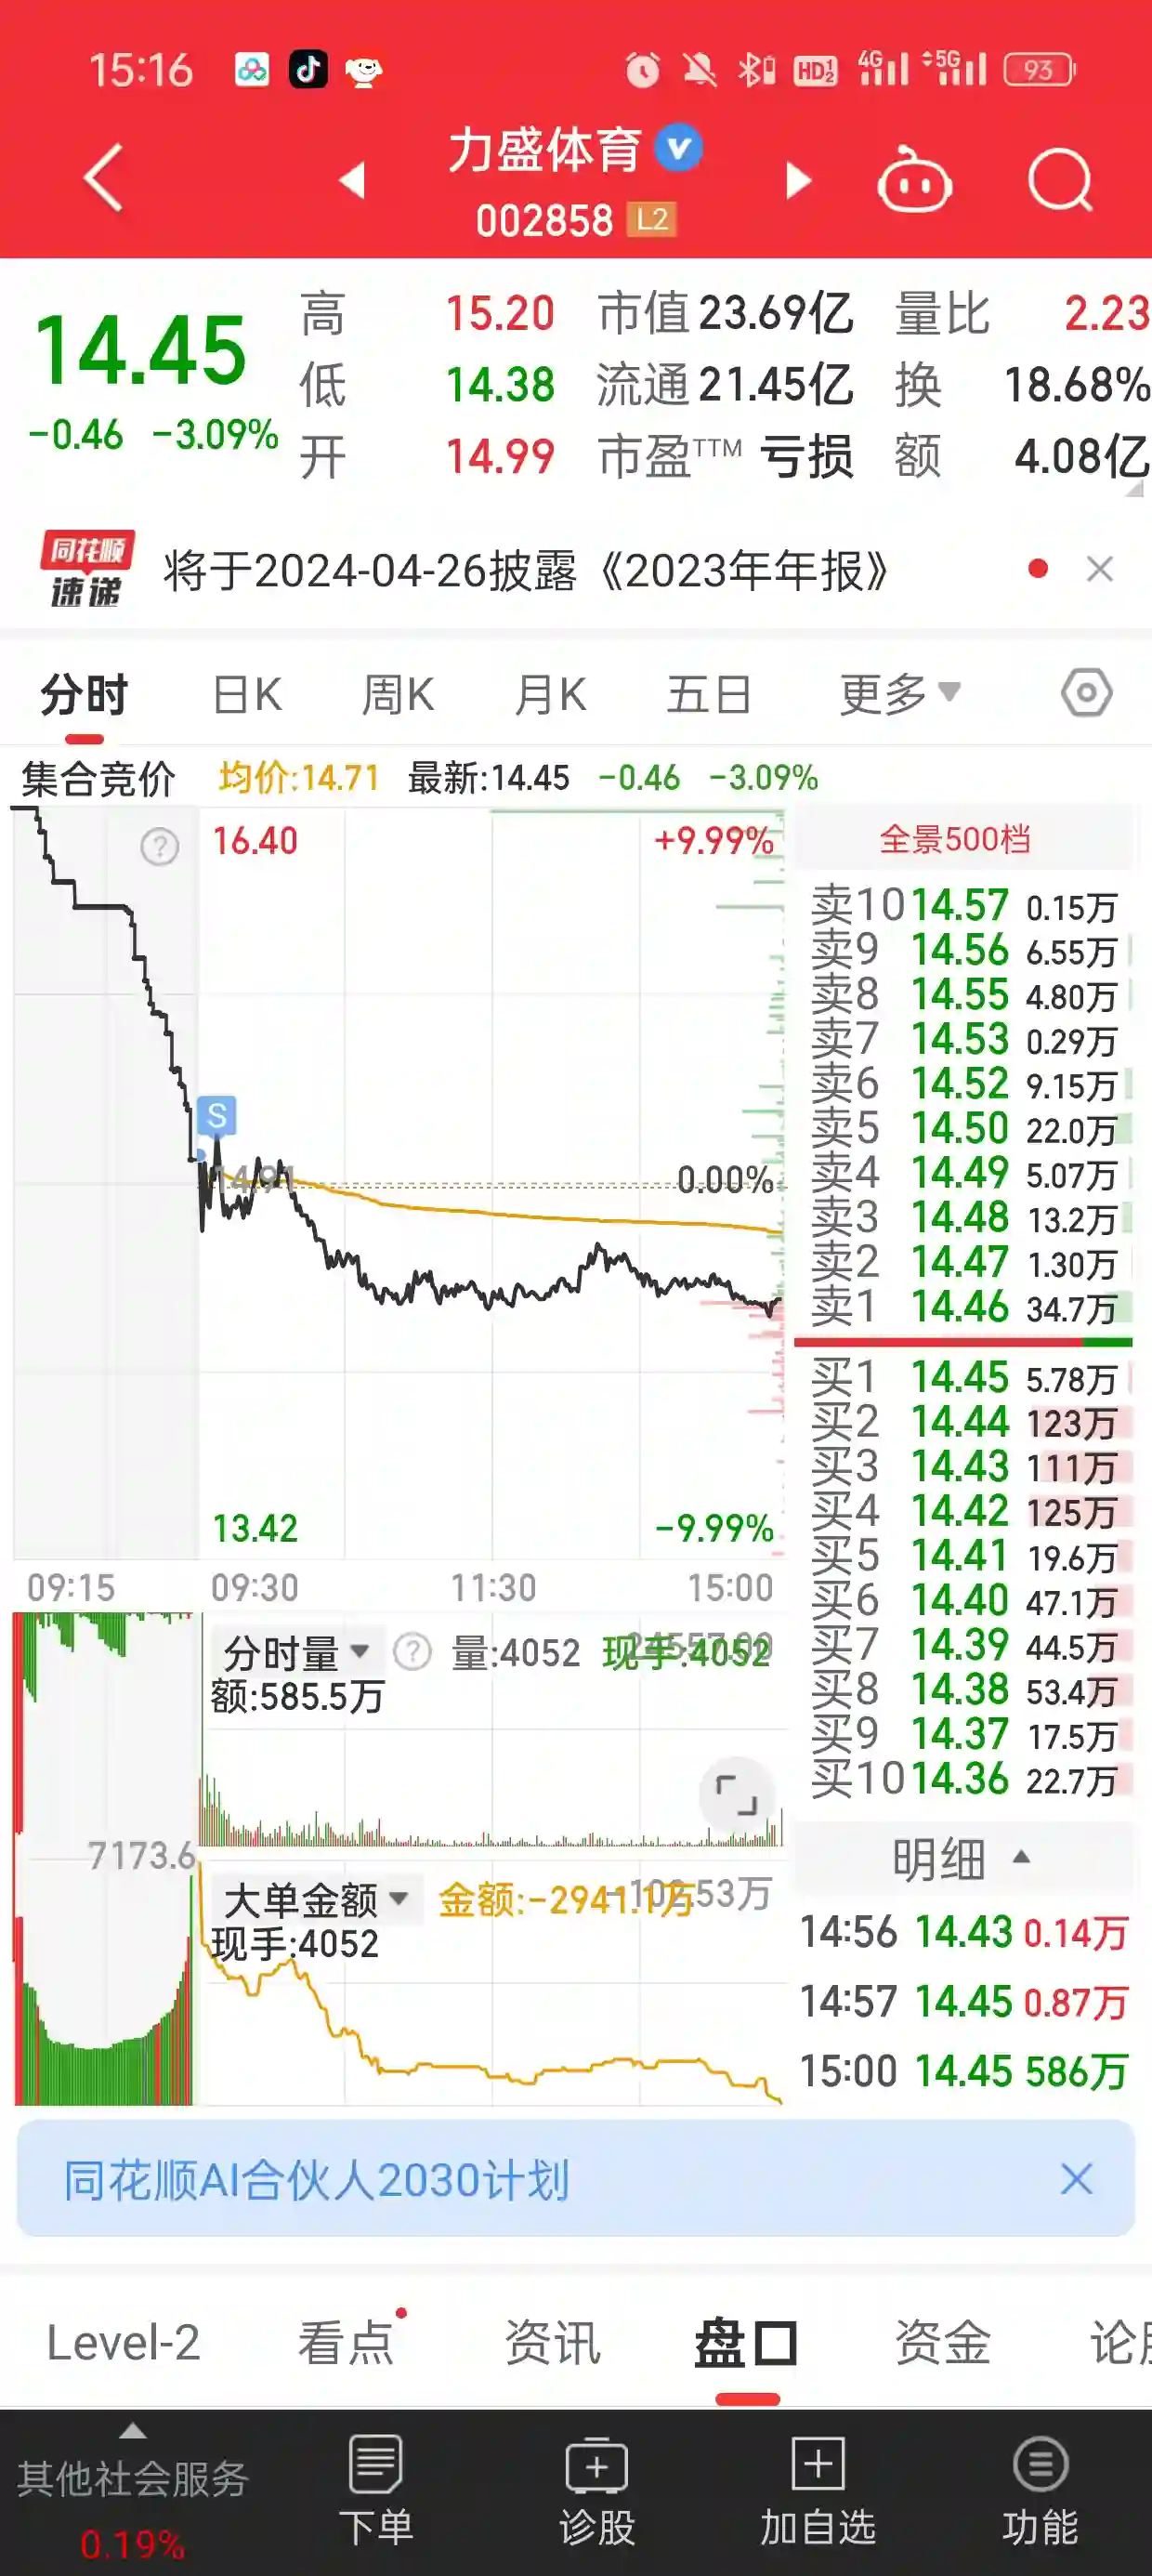 15:16 HD 1 2 4G 5G 93
力盛体育
002858 L2
14.45
-0.46 -3.09%
高 15.20 市值 23.69亿 量比 2.23
低 14.38 流通 21.45亿 换 18.68%
开 14.99 市盈TTM 亏损 额 4.08亿
同花顺
速递
将于2024-04-26披露《2023年年报》
分时 日K 周K 月K 五日 更多
集合竞价 均价:14.71 最新:14.45 -0.46 -3.09%
?
16.40 +9.99%
S
14.91 0.00%
13.42 -9.99%
09:15 09:30 11:30 15:00
全景500档
卖10 14.57 0.15万
卖9 14.56 6.55万
卖8 14.55 4.80万
卖7 14.53 0.29万
卖6 14.52 9.15万
卖5 14.50 22.0万
卖4 14.49 5.07万
卖3 14.48 13.2万
卖2 14.47 1.30万
卖1 14.46 34.7万
买1 14.45 5.78万
买2 14.44 123万
买3 14.43 111万
买4 14.42 125万
买5 14.41 19.6万
买6 14.40 47.1万
买7 14.39 44.5万
买8 14.38 53.4万
买9 14.37 17.5万
买10 14.36 22.7万
分时量 ? 量:4052 现手:4052
额:585.5万
7173.6
大单金额 金额:-2941.1万
现手:4052
明细
14:56 14.43 0.14万
14:57 14.45 0.87万
15:00 14.45 586万
同花顺AI合伙人2030计划
Level-2 看点 资讯 盘口 资金 论
其他社会服务
0.19%
下单 诊股 加自选 功能